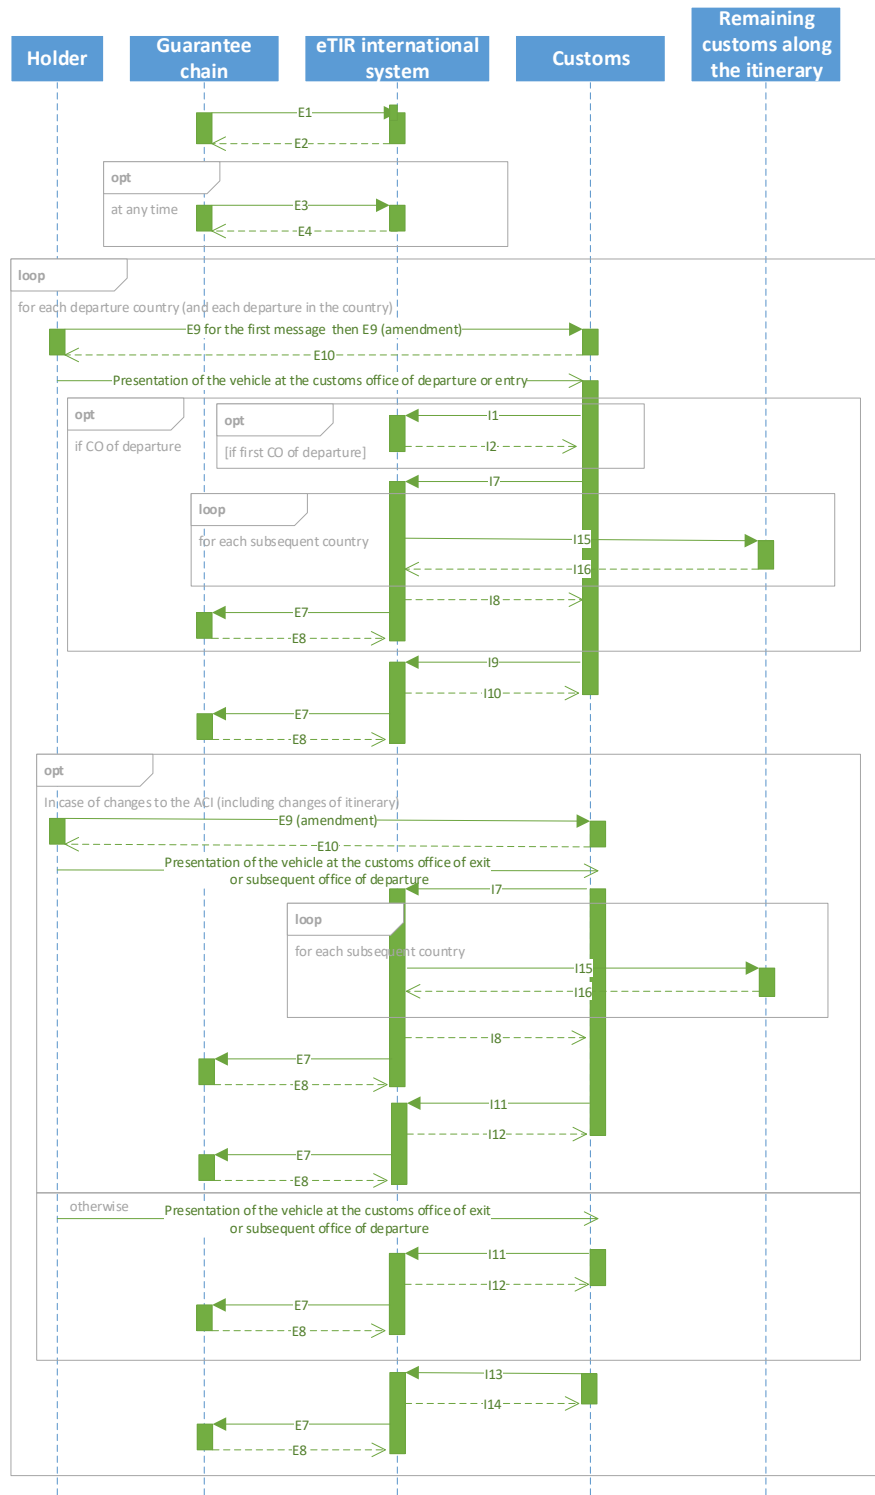 Holder
Guarantee
chain
eTIR international
system
Customs
Remaining
customs along
the itinerary
E1
E2
opt
at any time
E3
E4
loop
for each departure country (and each departure in the country)
E9 for the first message then E9 (amendment)
E10
Presentation of the vehicle at the customs office of departure or entry
opt
if CO of departure
opt
[if first CO of departure]
I1
I2
I7
loop
for each subsequent country
I15
I16
I8
E7
E8
I9
I10
E7
E8
opt
In case of changes to the ACI (including changes of itinerary)
E9 (amendment)
E10
Presentation of the vehicle at the customs office of exit
or subsequent office of departure
I7
loop
for each subsequent country
I15
I16
I8
E7
E8
I11
I12
E7
E8
otherwise
Presentation of the vehicle at the customs office of exit
or subsequent office of departure
I11
I12
E7
E8
I13
I14
E7
E8